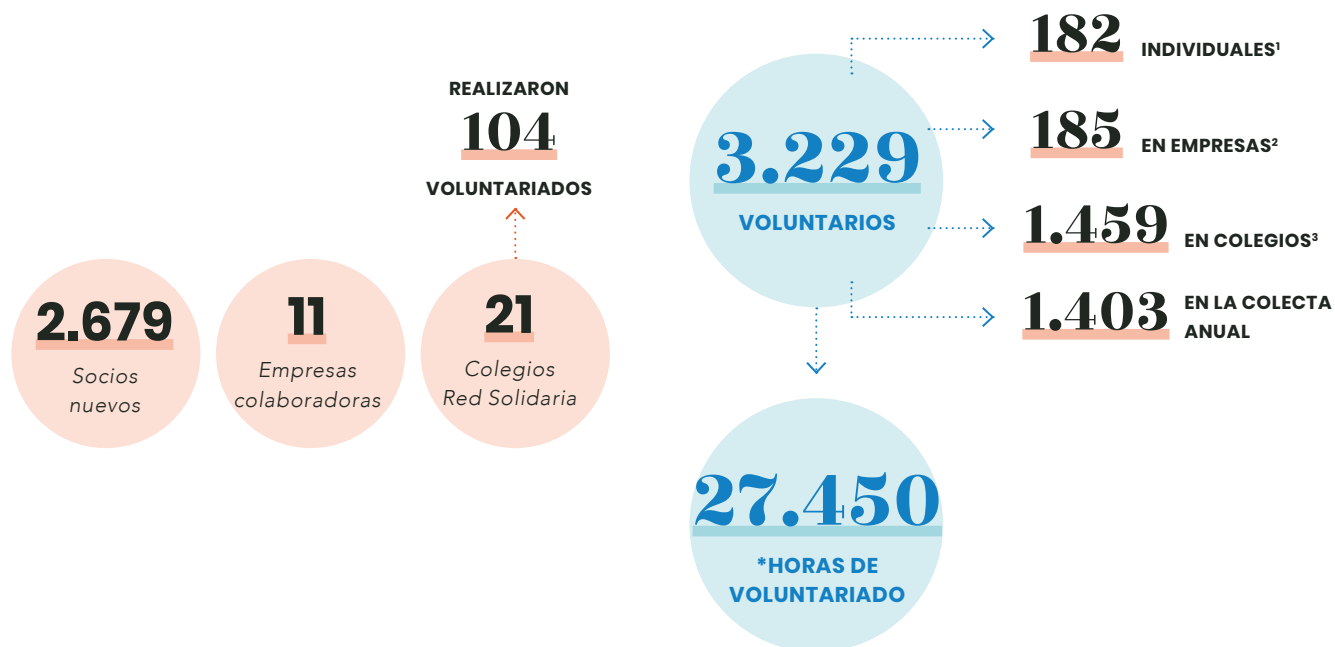 REALIZARON
104
VOLUNTARIADOS
2.679
Socios
nuevos
11
Empresas
colaboradoras
21
Colegios
Red Solidaria
3.229
VOLUNTARIOS
182 INDIVIDUALES¹
185 EN EMPRESAS²
1.459 EN COLEGIOS³
1.403 EN LA COLECTA
ANUAL
27.450
*HORAS DE
VOLUNTARIADO